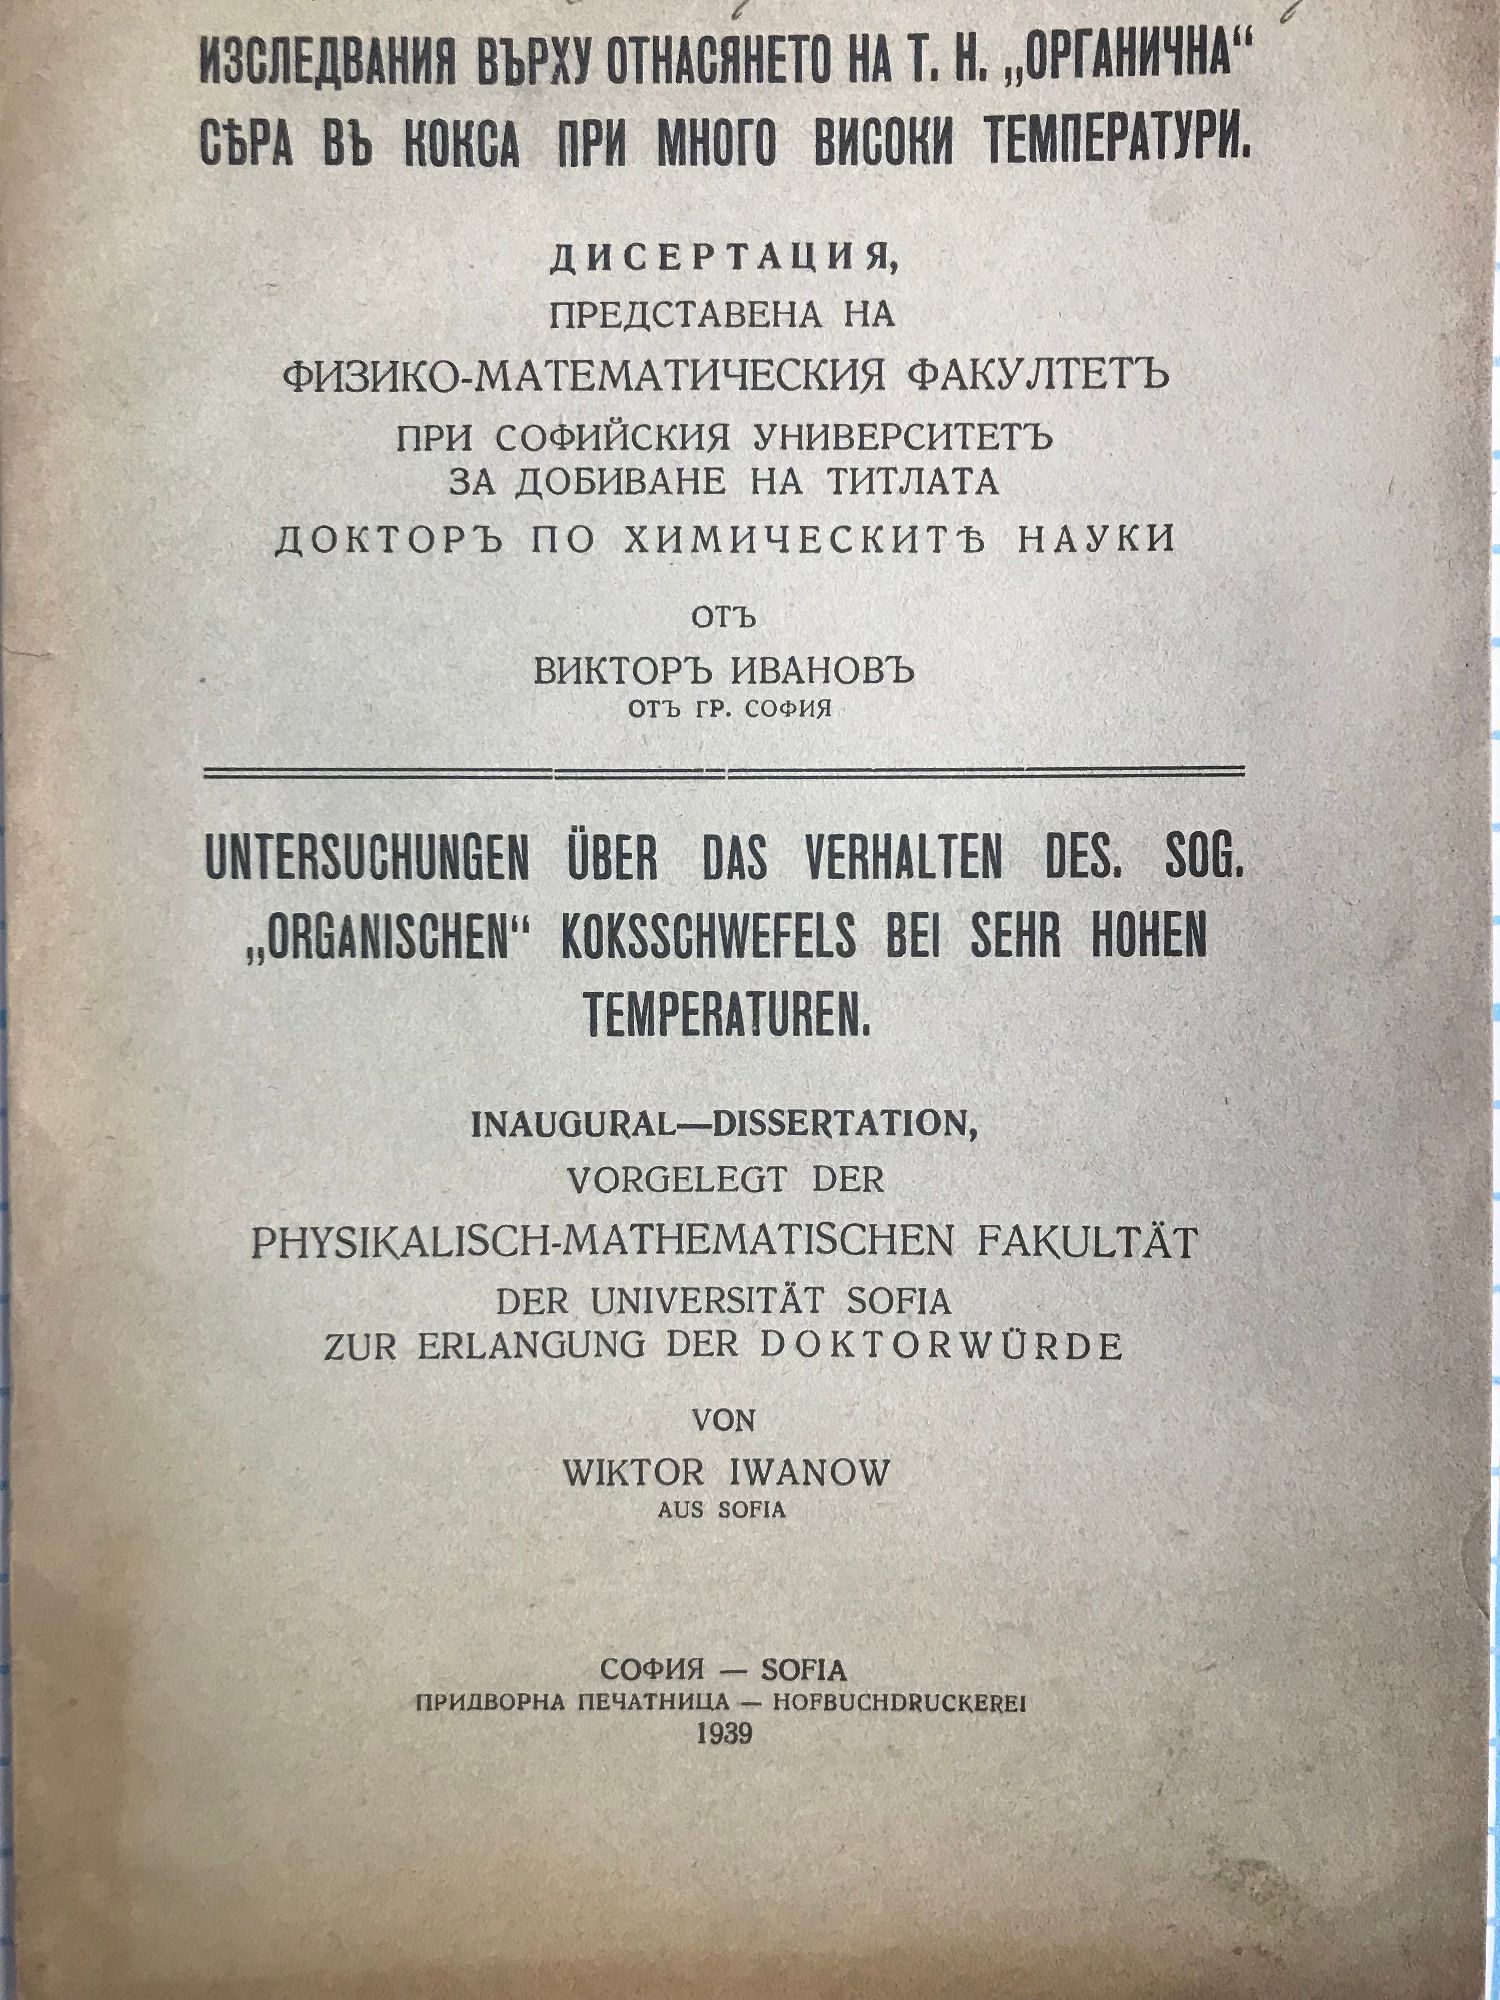 ИЗСЛЕДВАНИЯ ВЪРХУ ОТНАСЯНЕТО НА Т. Н. „ОРГАНИЧНА“
СѢРА ВЪ КОКСА ПРИ МНОГО ВИСОКИ ТЕМПЕРАТУРИ.
ДИСЕРТАЦИЯ,
ПРЕДСТАВЕНА НА
ФИЗИКО-МАТЕМАТИЧЕСКИЯ ФАКУЛТЕТЪ
ПРИ СОФИЙСКИЯ УНИВЕРСИТЕТЪ
ЗА ДОБИВАНЕ НА ТИТЛАТА
ДОКТОРЪ ПО ХИМИЧЕСКИТѢ НАУКИ
ОТЪ
ВИКТОРЪ ИВАНОВЪ
ОТЪ ГР. СОФИЯ
UNTERSUCHUNGEN ÜBER DAS VERHALTEN DES. SOG.
„ORGANISCHEN“ KOKSSCHWEFELS BEI SEHR HOHEN
TEMPERATUREN.
INAUGURAL—DISSERTATION,
VORGELEGT DER
PHYSIKALISCH-MATHEMATISCHEN FAKULTÄT
DER UNIVERSITÄT SOFIA
ZUR ERLANGUNG DER DOKTORWÜRDE
VON
WIKTOR IWANOW
AUS SOFIA
СОФИЯ — SOFIA
ПРИДВОРНА ПЕЧАТНИЦА — HOFBUCHDRUCKEREI
1939